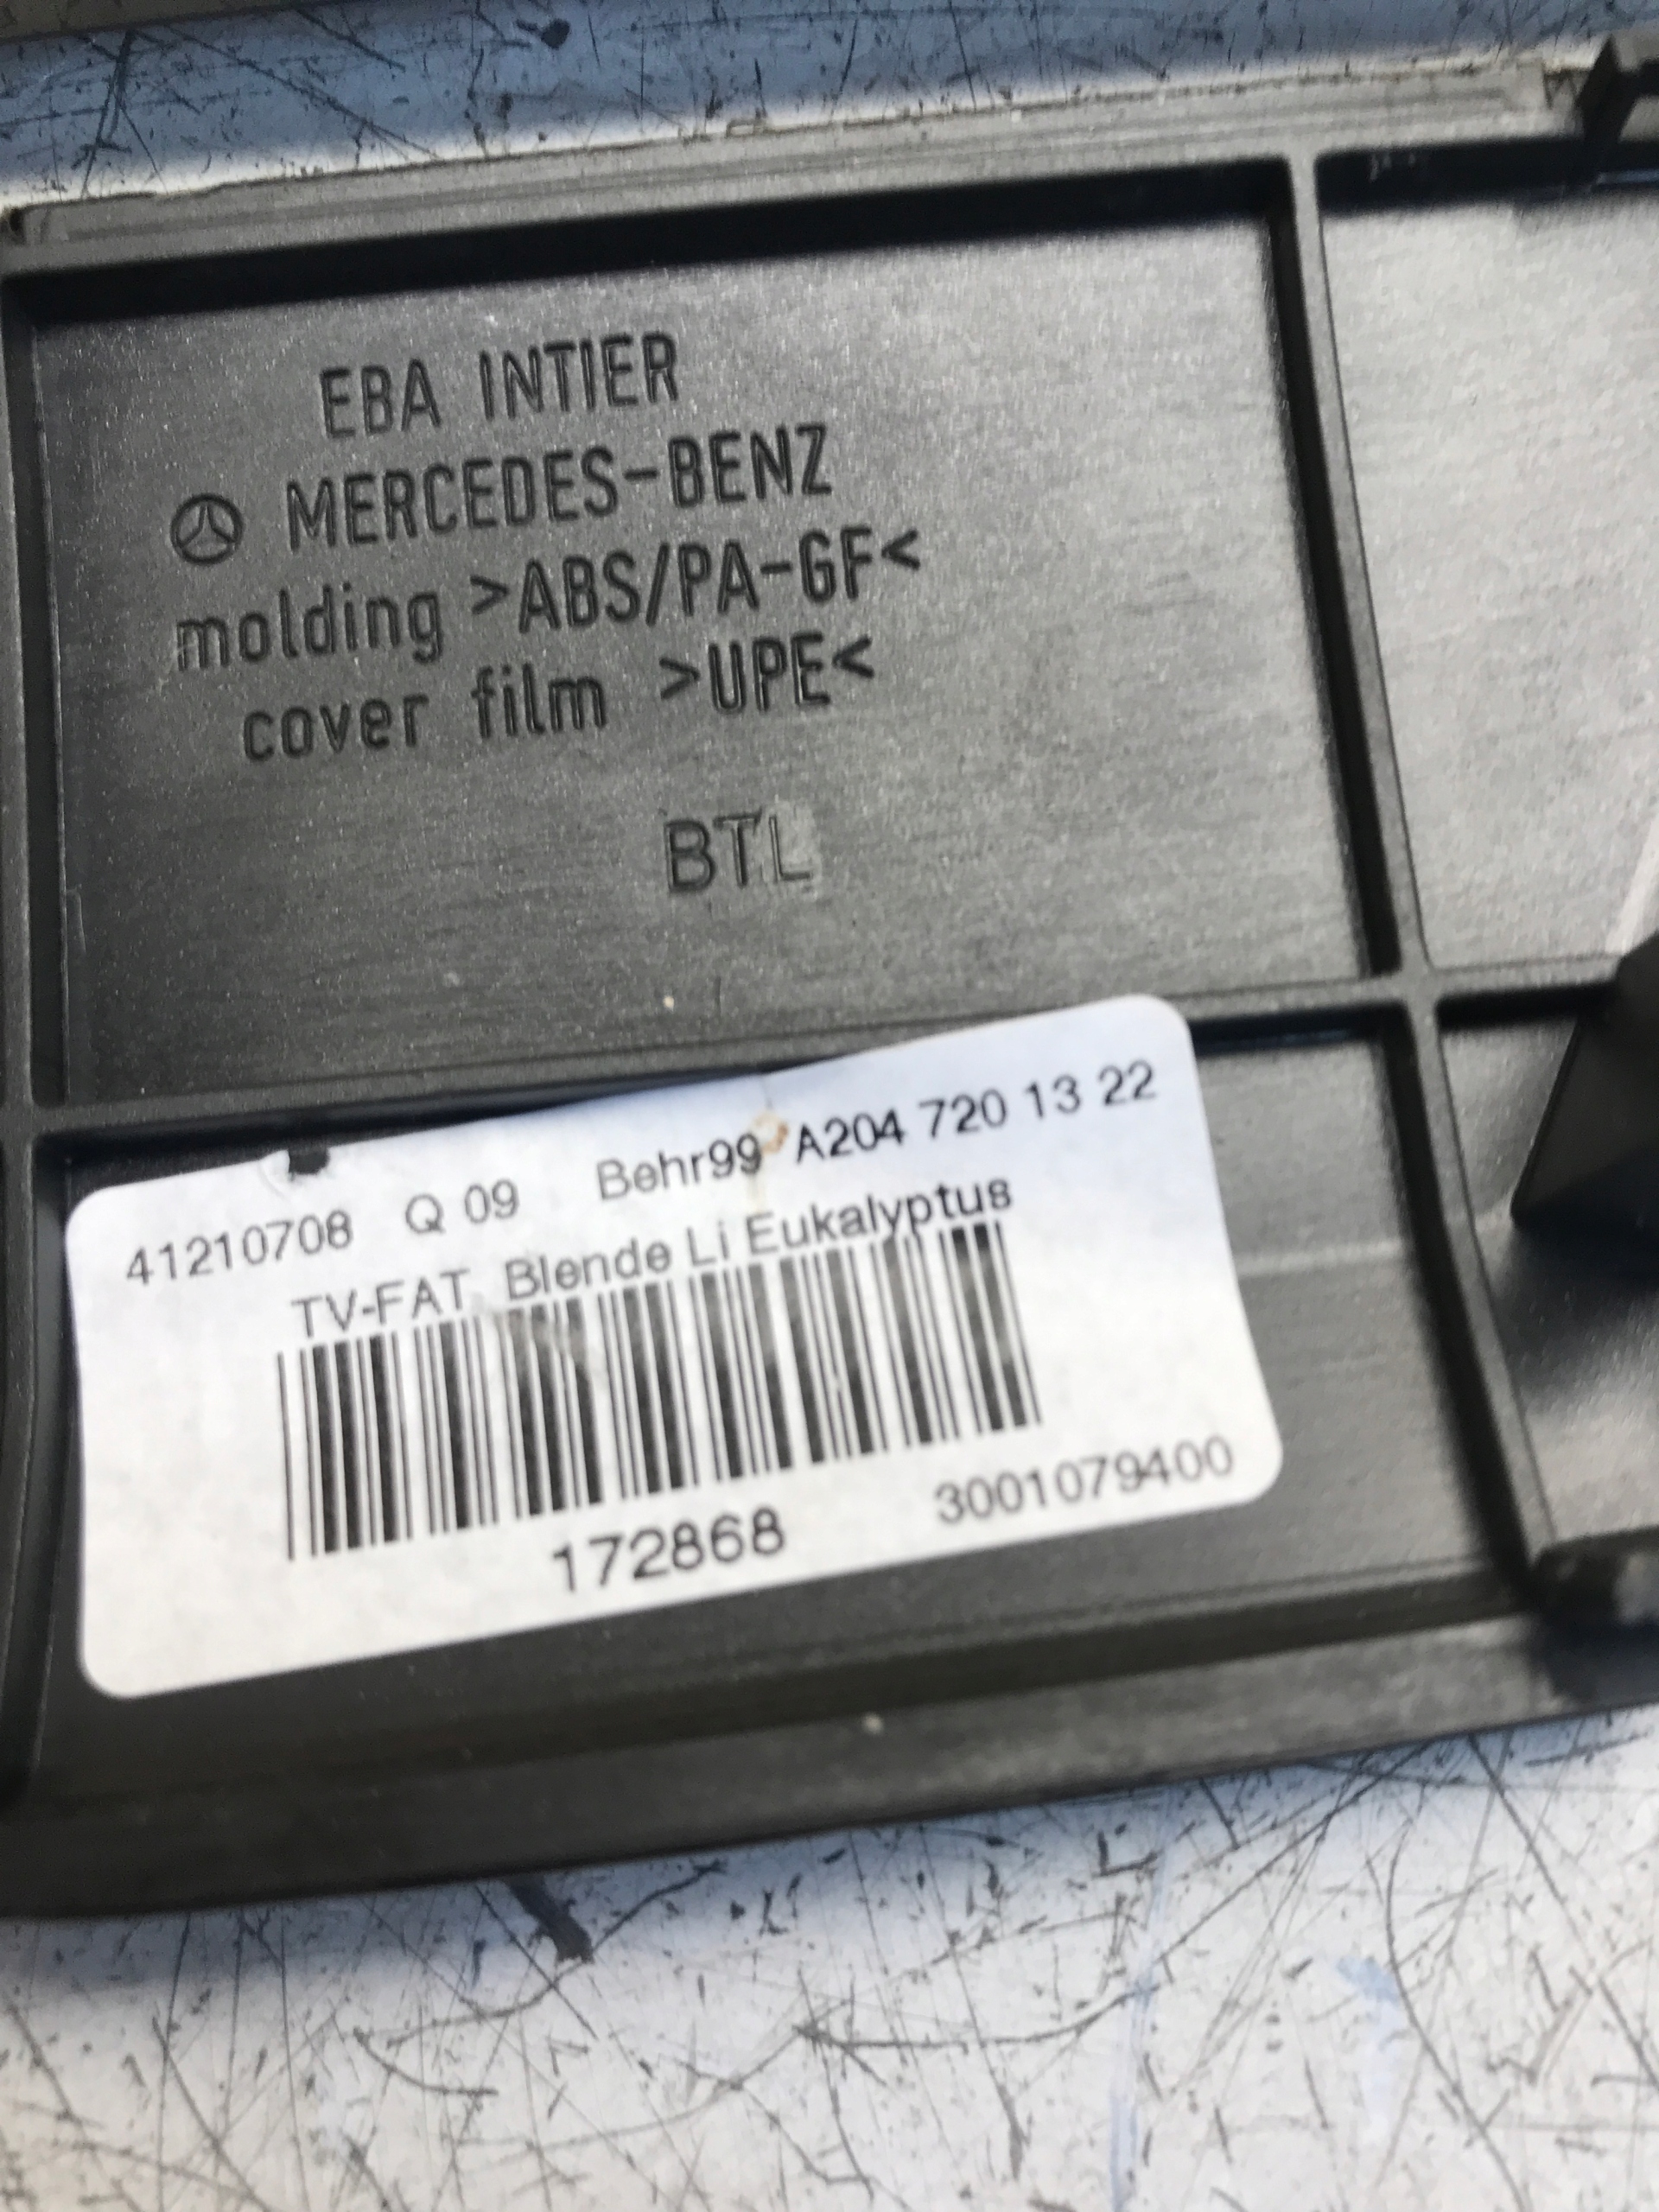 EBA INTIER
MERCEDES-BENZ
molding >ABS/PA-GF<
cover film >UPE<
BTL
41210708 Q 09 Behr99 A204 720 13 22
TV-FAT Blende Li Eukalyptus
172868 3001079400